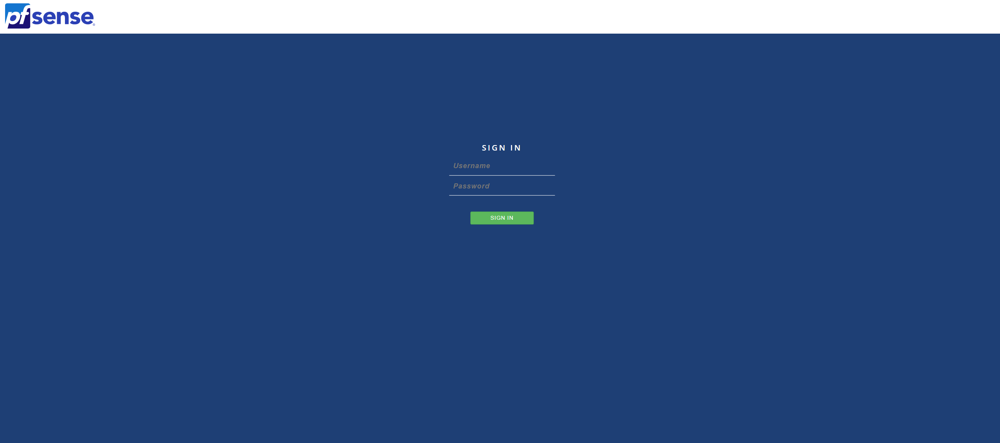 pfsense®
SIGN IN
Username
Password
SIGN IN